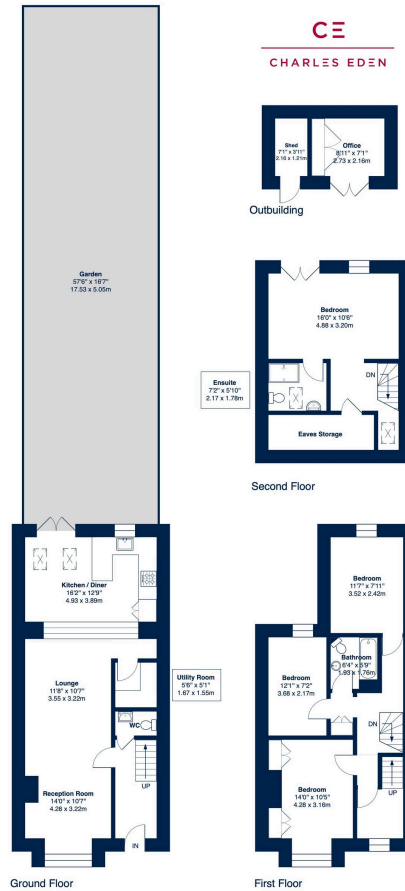 CE
CHARLES EDEN
Shed
7'1" x 3'11"
2.16 x 1.21m
Office
8'11" x 7'1"
2.73 x 2.16m
Outbuilding
Garden
57'6" x 16'7"
17.53 x 5.05m
Bedroom
16'0" x 10'6"
4.88 x 3.20m
Ensuite
7'2" x 5'10"
2.17 x 1.78m
DN
Eaves Storage
Second Floor
Kitchen / Diner
16'2" x 12'9"
4.93 x 3.89m
Lounge
11'8" x 10'7"
3.55 x 3.22m
Utility Room
5'6" x 5'1"
1.67 x 1.55m
WC
UP
Reception Room
14'0" x 10'7"
4.28 x 3.22m
IN
Ground Floor
Bedroom
11'7" x 7'11"
3.52 x 2.42m
Bathroom
6'4" x 5'9"
1.93 x 1.76m
Bedroom
12'1" x 7'2"
3.68 x 2.17m
DN
Bedroom
14'0" x 10'5"
4.28 x 3.16m
UP
First Floor